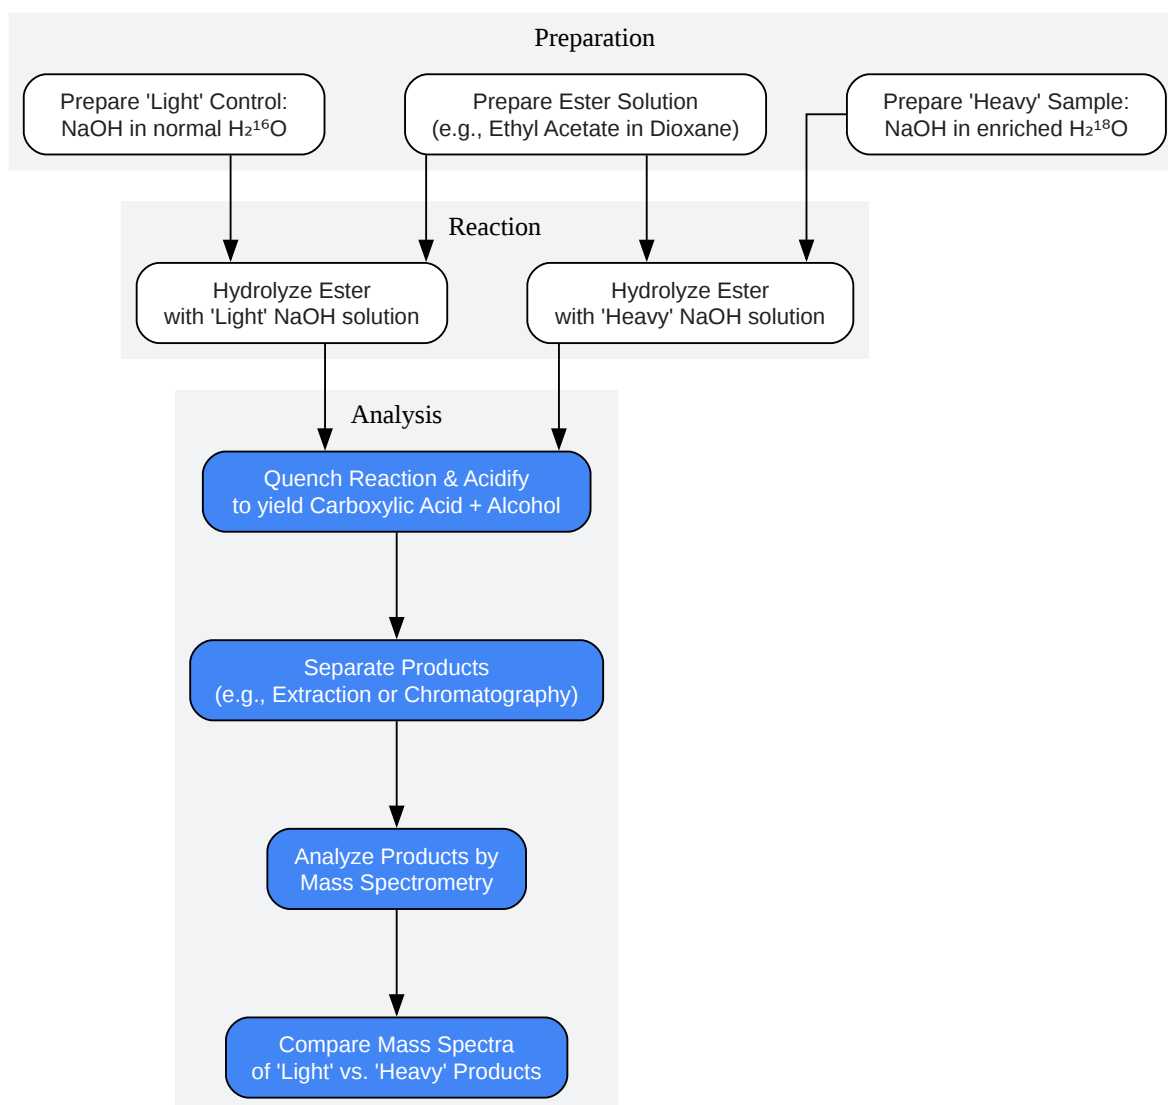 Preparation
Prepare 'Light' Control:
NaOH in normal H₂¹⁶O
Prepare Ester Solution
(e.g., Ethyl Acetate in Dioxane)
Prepare 'Heavy' Sample:
NaOH in enriched H₂¹⁸O
Reaction
Hydrolyze Ester
with 'Light' NaOH solution
Hydrolyze Ester
with 'Heavy' NaOH solution
Analysis
Quench Reaction & Acidify
to yield Carboxylic Acid + Alcohol
Separate Products
(e.g., Extraction or Chromatography)
Analyze Products by
Mass Spectrometry
Compare Mass Spectra
of 'Light' vs. 'Heavy' Products